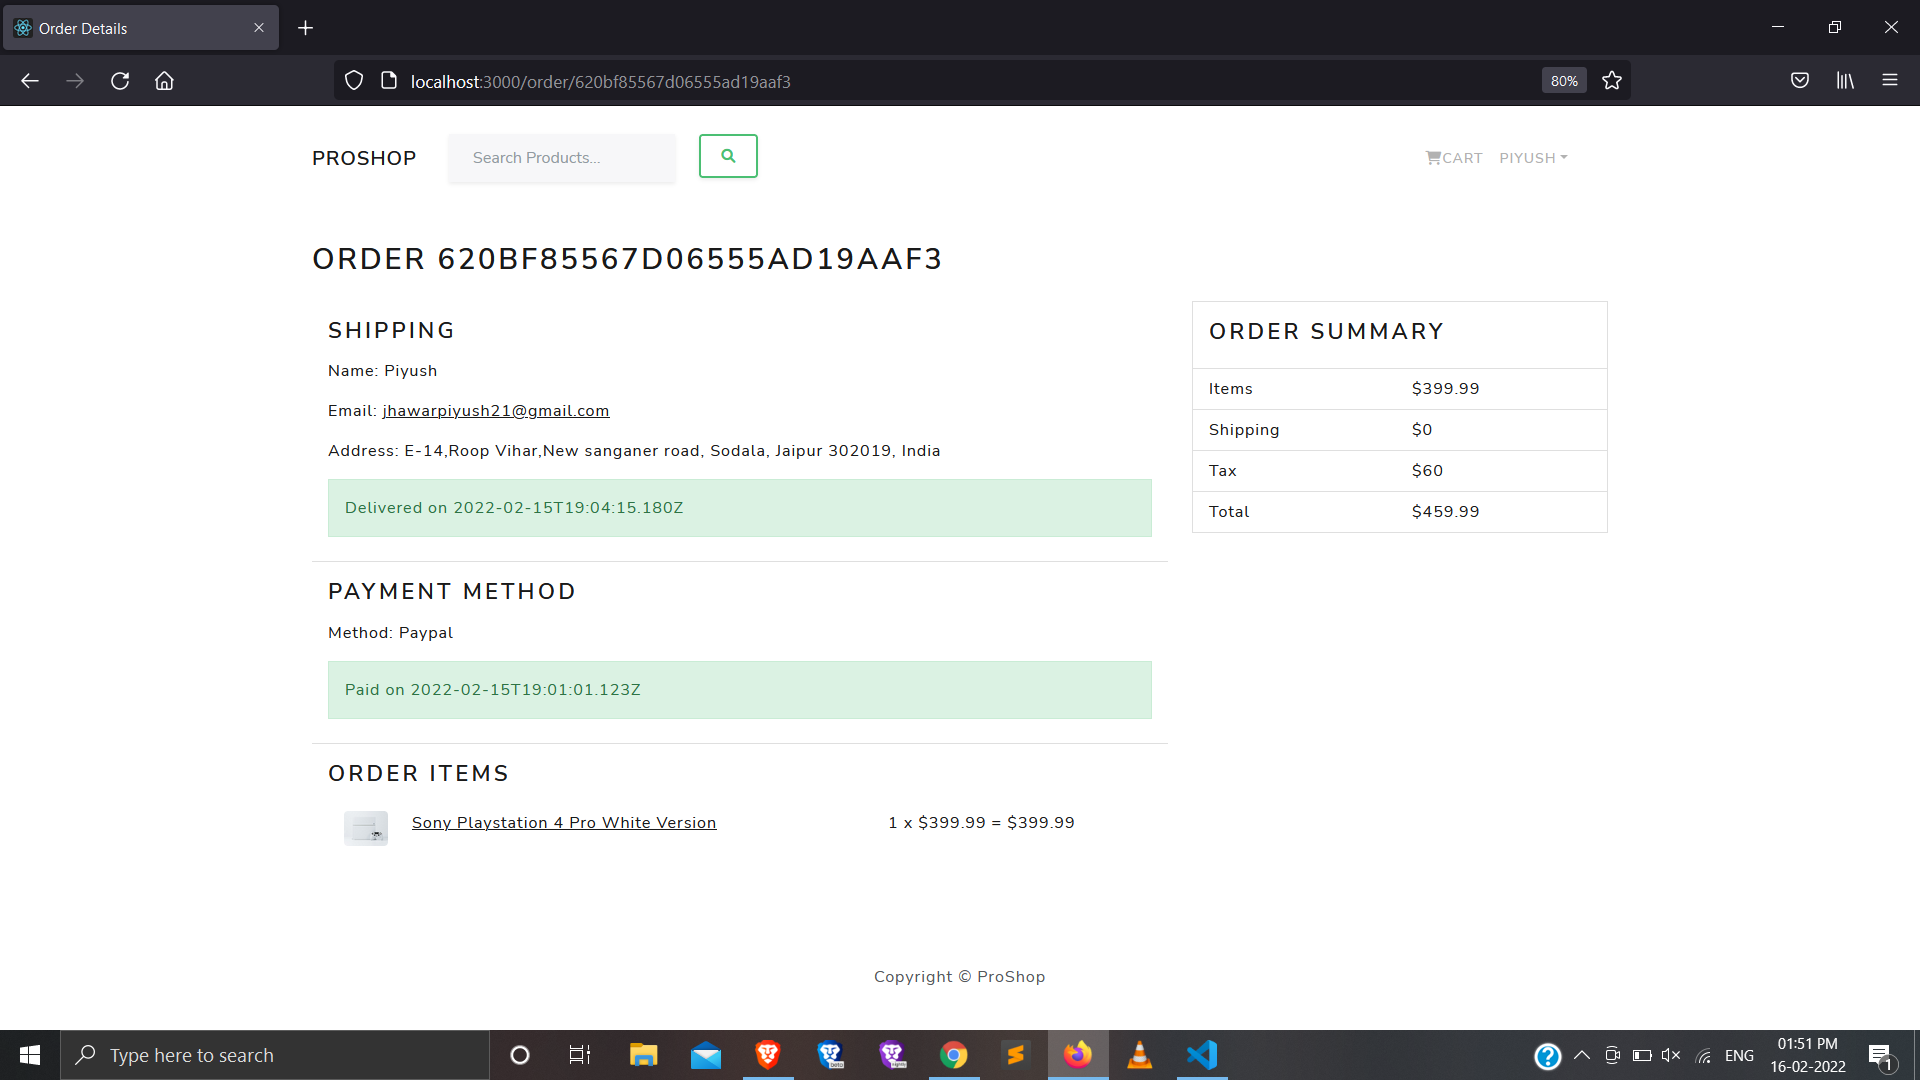 Order Details
localhost:3000/order/620bf85567d06555ad19aaf3
80%
PROSHOP
Search Products...
CART
PIYUSH
ORDER 620BF85567D06555AD19AAF3
SHIPPING
Name: Piyush
Email: jhawarpiyush21@gmail.com
Address: E-14,Roop Vihar,New sanganer road, Sodala, Jaipur 302019, India
Delivered on 2022-02-15T19:04:15.180Z
PAYMENT METHOD
Method: Paypal
Paid on 2022-02-15T19:01:01.123Z
ORDER ITEMS
Sony Playstation 4 Pro White Version
1 x $399.99 = $399.99
ORDER SUMMARY
Items $399.99
Shipping $0
Tax $60
Total $459.99
Copyright © ProShop
Type here to search
beta
nightly
ENG
01:51 PM
16-02-2022
1